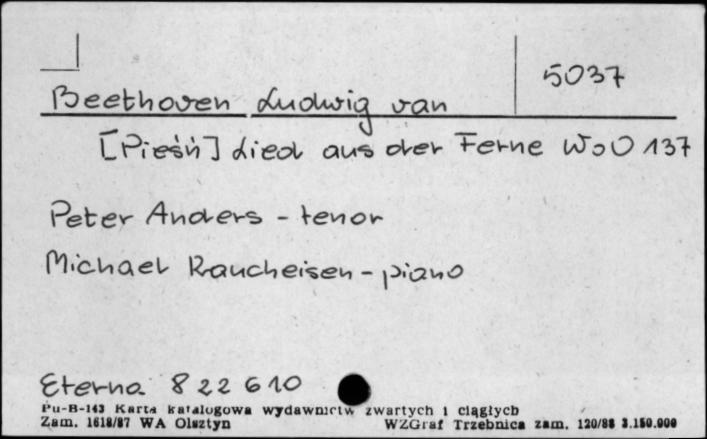 5037
Beethoven Ludwig van
[Pieśń] Lied aus der Ferne WoO 137
Peter Anders - tenor
Michael Raucheisen - piano
Eterna 8 22 610
Pu-B-143 Karta katalogowa wydawnictw zwartych i ciągłych
Zam. 1618/87 WA Olsztyn WZGraf Trzebnica zam. 120/88 3.150.000